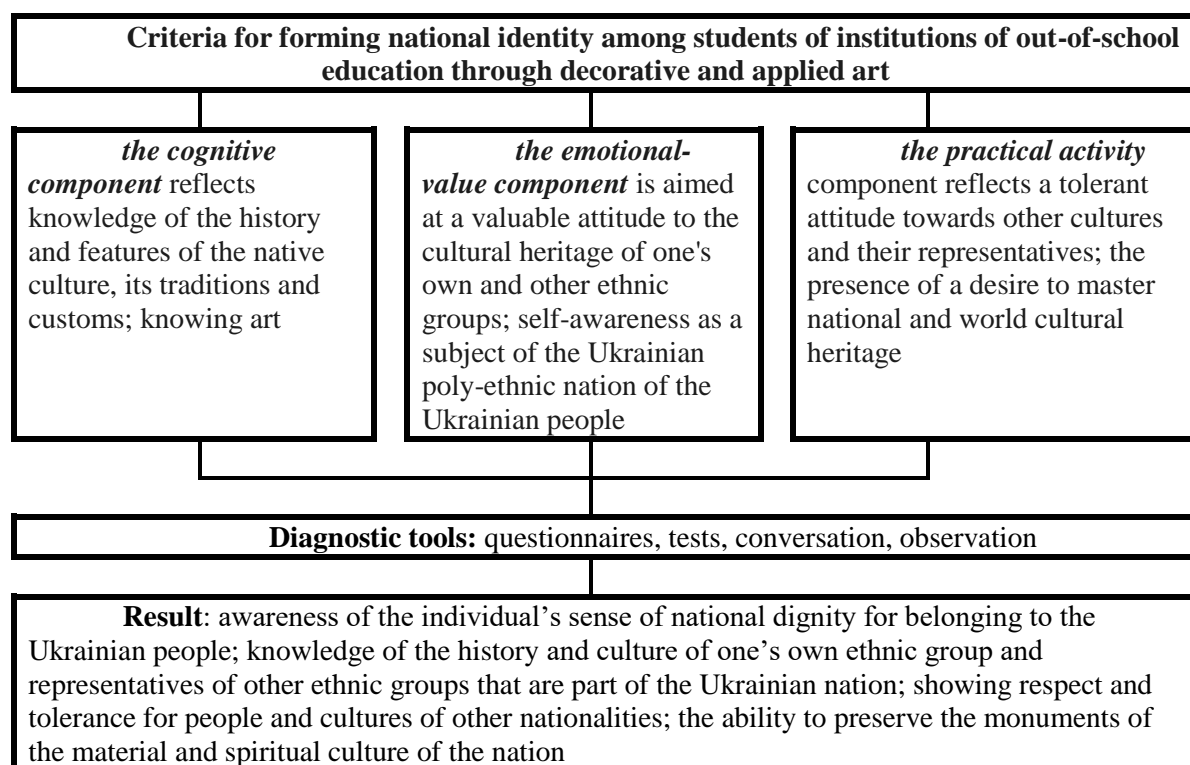 Criteria for forming national identity among students of institutions of out-of-school
education through decorative and applied art
the cognitive
component reflects
knowledge of the history
and features of the native
culture, its traditions and
customs; knowing art
the emotional-
value component is aimed
at a valuable attitude to the
cultural heritage of one's
own and other ethnic
groups; self-awareness as a
subject of the Ukrainian
poly-ethnic nation of the
Ukrainian people
the practical activity
component reflects a tolerant
attitude towards other cultures
and their representatives; the
presence of a desire to master
national and world cultural
heritage
Diagnostic tools: questionnaires, tests, conversation, observation
Result: awareness of the individual’s sense of national dignity for belonging to the
Ukrainian people; knowledge of the history and culture of one’s own ethnic group and
representatives of other ethnic groups that are part of the Ukrainian nation; showing respect and
tolerance for people and cultures of other nationalities; the ability to preserve the monuments of
the material and spiritual culture of the nation